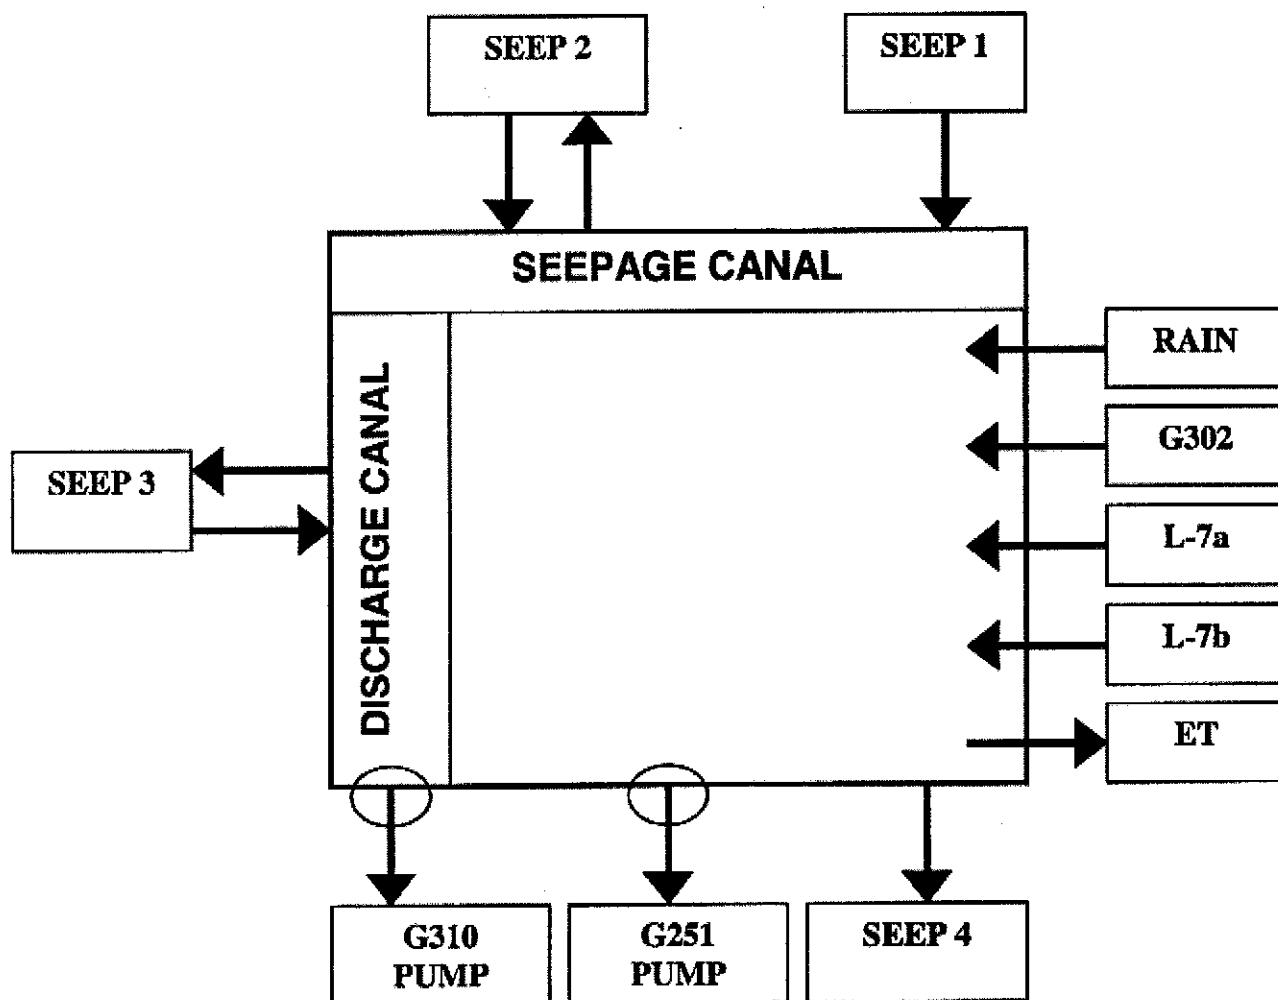 SEEP 2
SEEP 1
SEEPAGE CANAL
RAIN
G302
L-7a
L-7b
ET
SEEP 3
DISCHARGE CANAL
G310
PUMP
G251
PUMP
SEEP 4